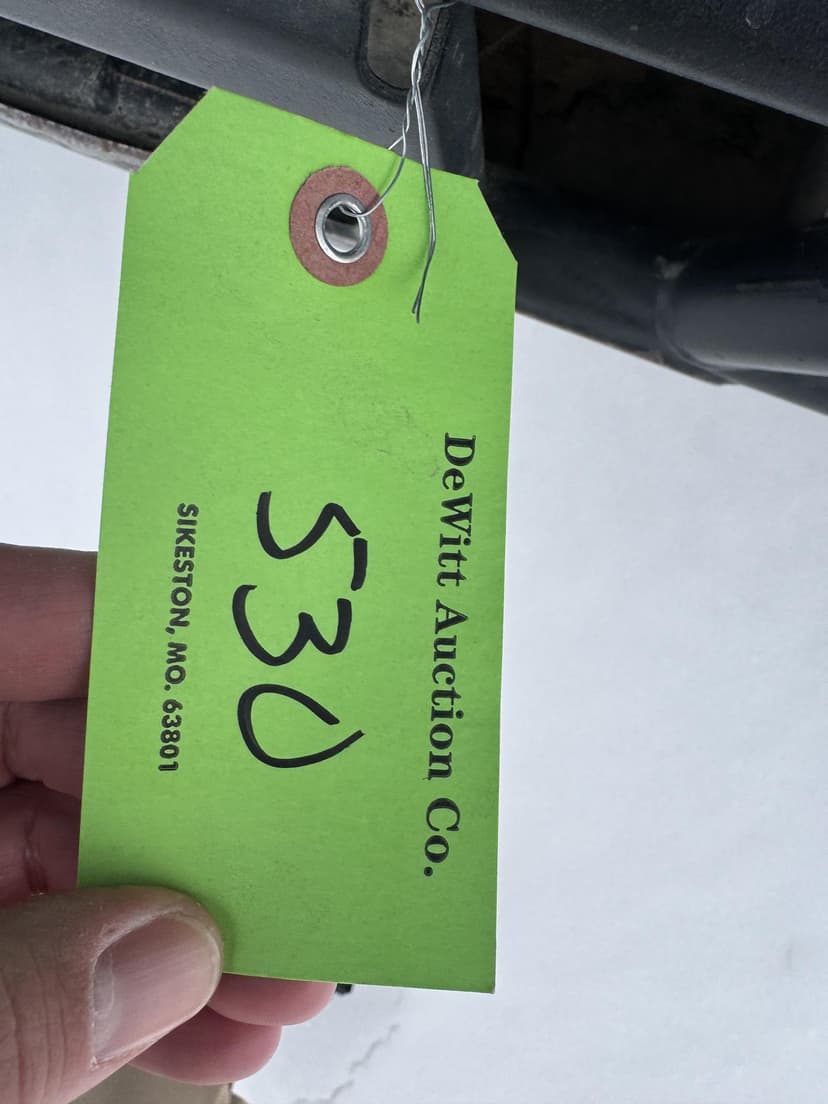 DeWitt Auction Co.
530
SIKESTON, MO. 63801